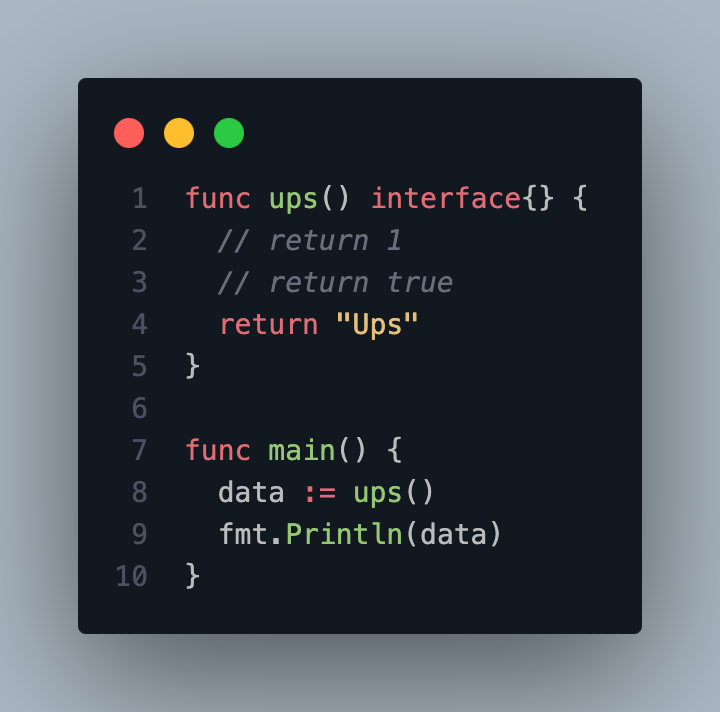 1 func ups() interface{} {
2   // return 1
3   // return true
4   return "Ups"
5 }
6
7 func main() {
8   data := ups()
9   fmt.Println(data)
10 }